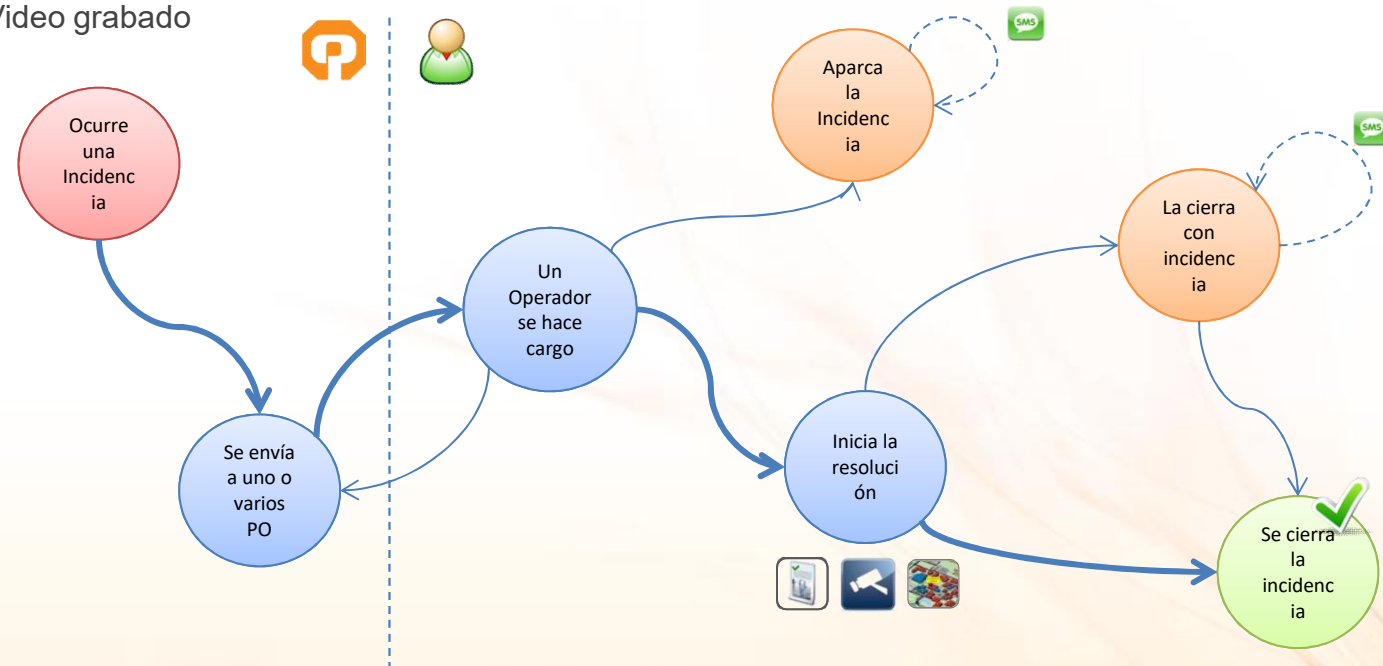 Video grabado
SMS
Aparca
la
Incidenc
ia
Ocurre
una
Incidenc
ia
SMS
La cierra
con
incidenc
ia
Un
Operador
se hace
cargo
Se envía
a uno o
varios
PO
Inicia la
resoluci
ón
Se cierra
la
incidenc
ia